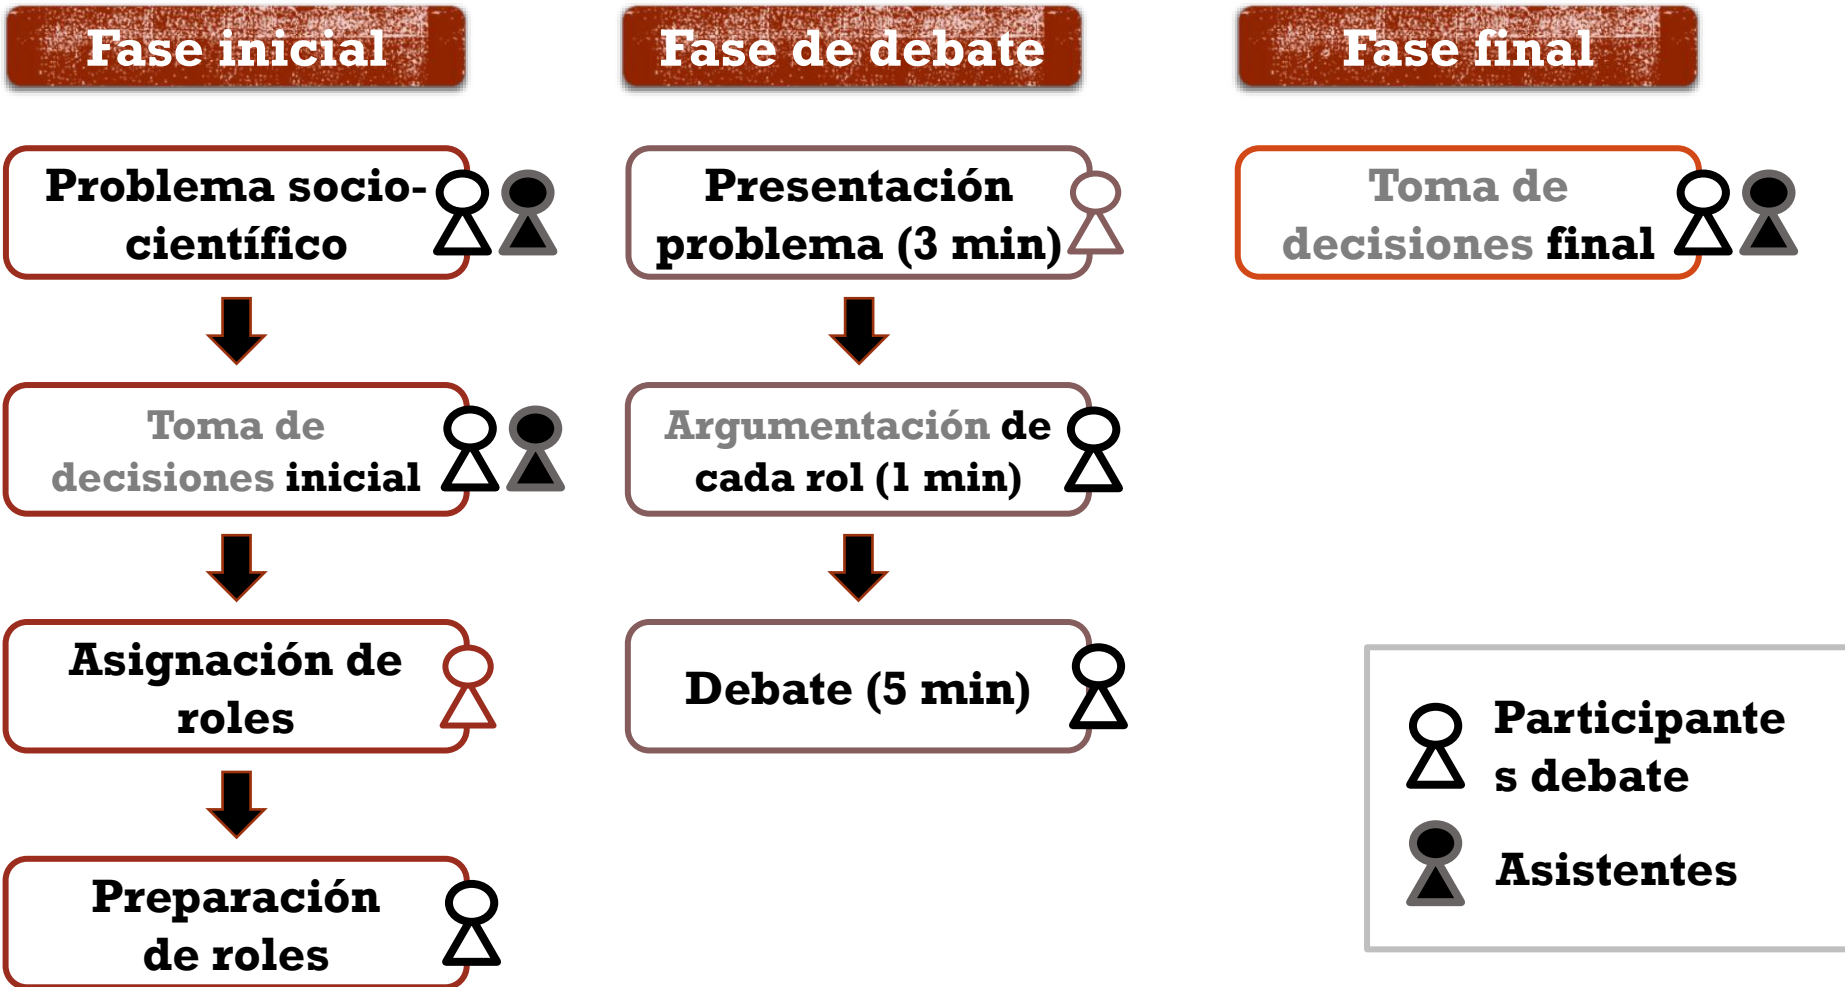 Fase inicial
Problema socio-
científico
Toma de
decisiones inicial
Asignación de
roles
Preparación
de roles
Fase de debate
Presentación
problema (3 min)
Argumentación de
cada rol (1 min)
Debate (5 min)
Fase final
Toma de
decisiones final
Participante
s debate
Asistentes